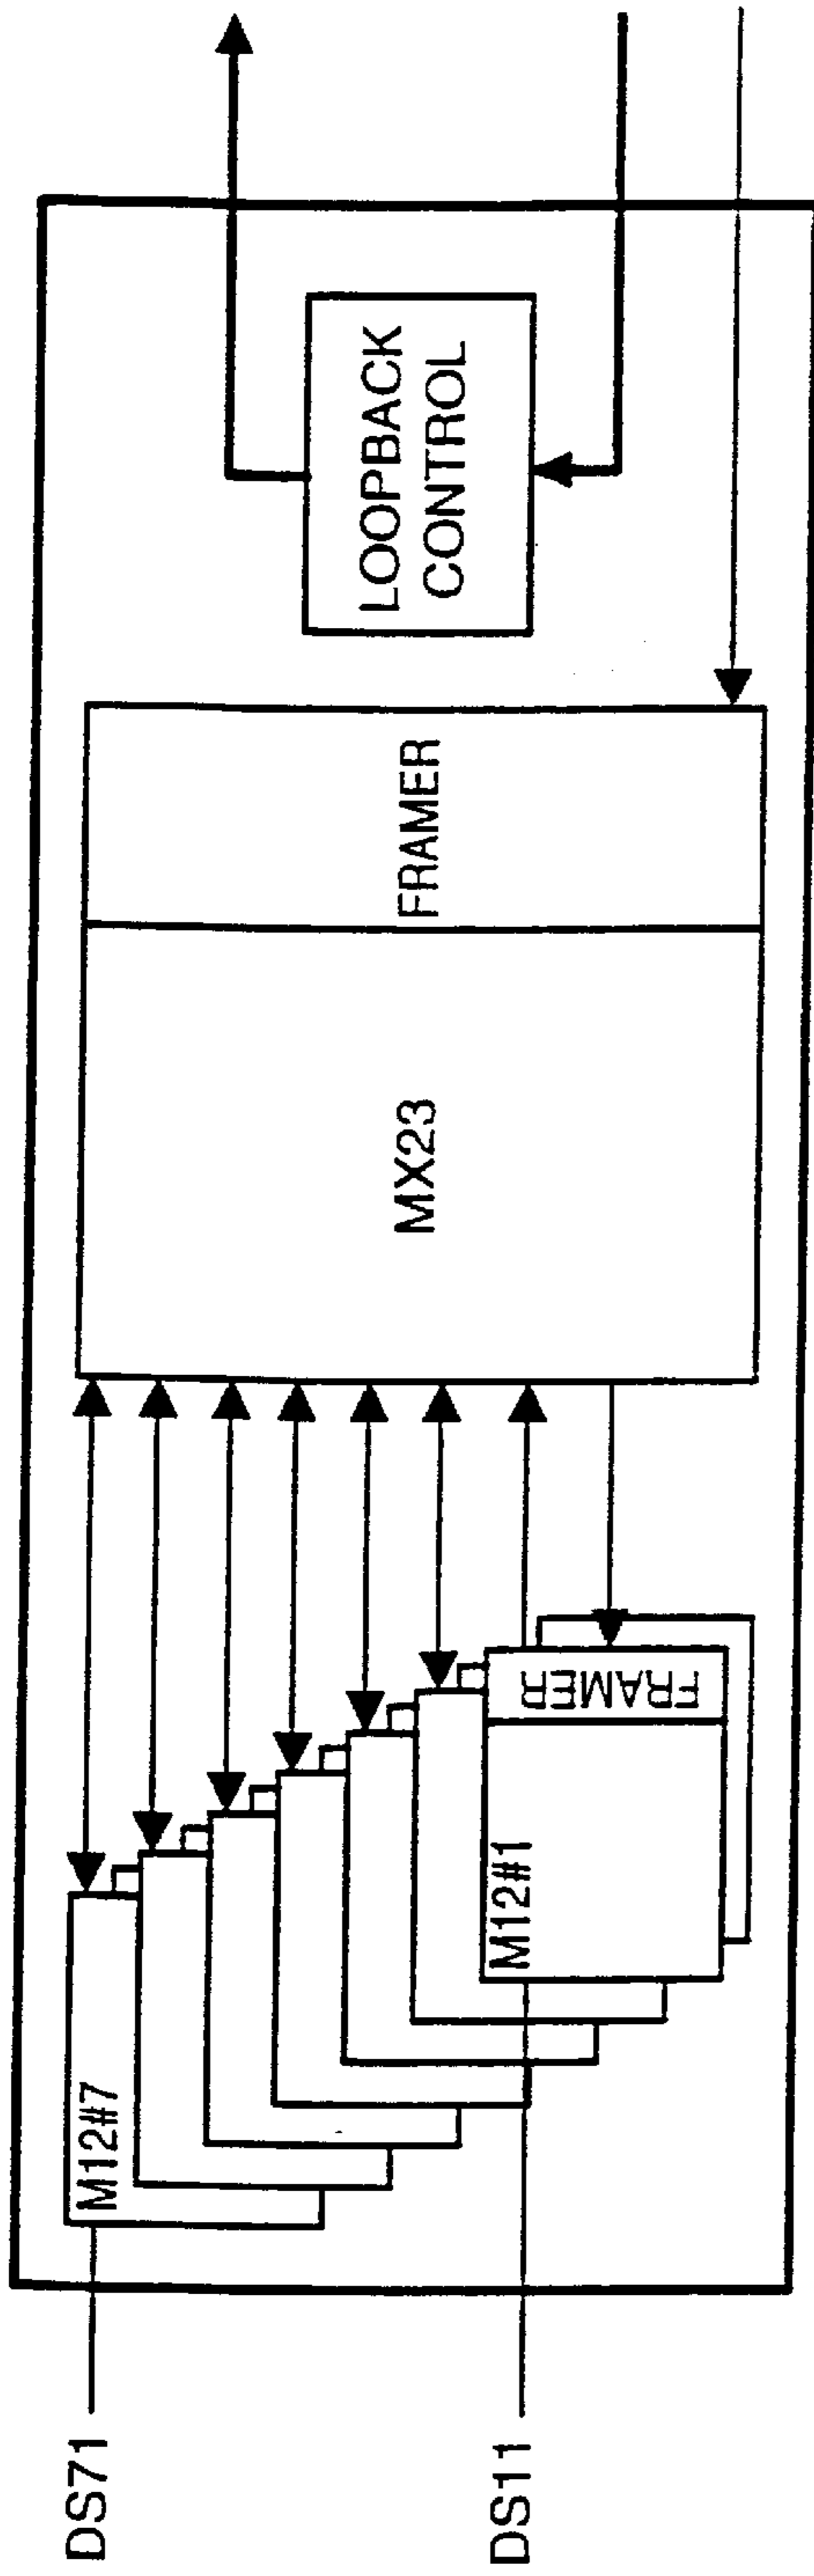 DS71
DS11
M12#7
M12#1
FRAMER
MX23
FRAMER
LOOPBACK
CONTROL